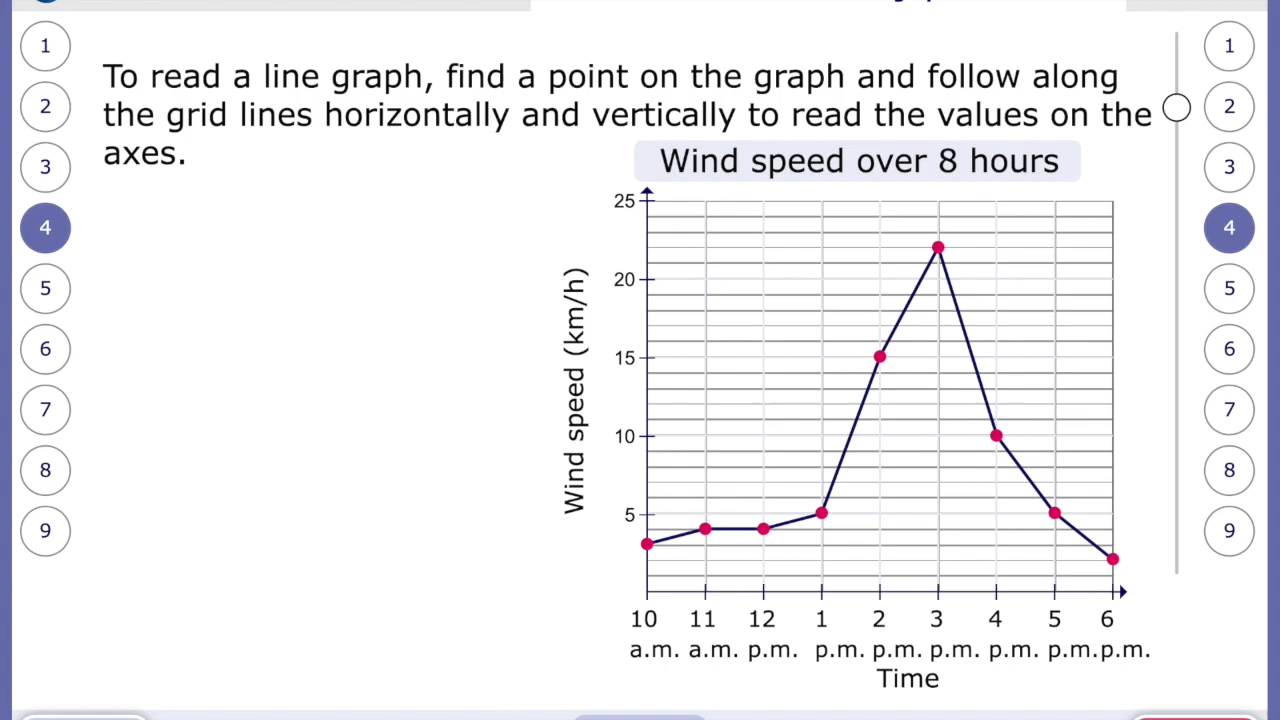 To read a line graph, find a point on the graph and follow along
the grid lines horizontally and vertically to read the values on the
axes.
1
2
3
4
5
6
7
8
9
Wind speed over 8 hours
Wind speed (km/h)
25
20
15
10
5
10 11 12 1 2 3 4 5 6
a.m. a.m. p.m. p.m. p.m. p.m. p.m. p.m. p.m.
Time
1
2
3
4
5
6
7
8
9